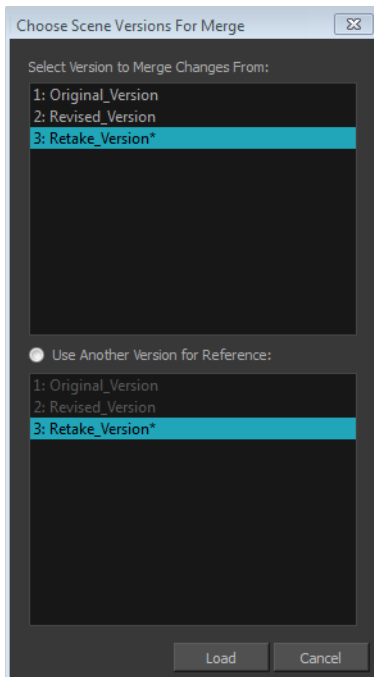 Choose Scene Versions For Merge
Select Version to Merge Changes From:
1: Original_Version
2: Revised_Version
3: Retake_Version*
Use Another Version for Reference:
1: Original_Version
2: Revised_Version
3: Retake_Version*
Load Cancel